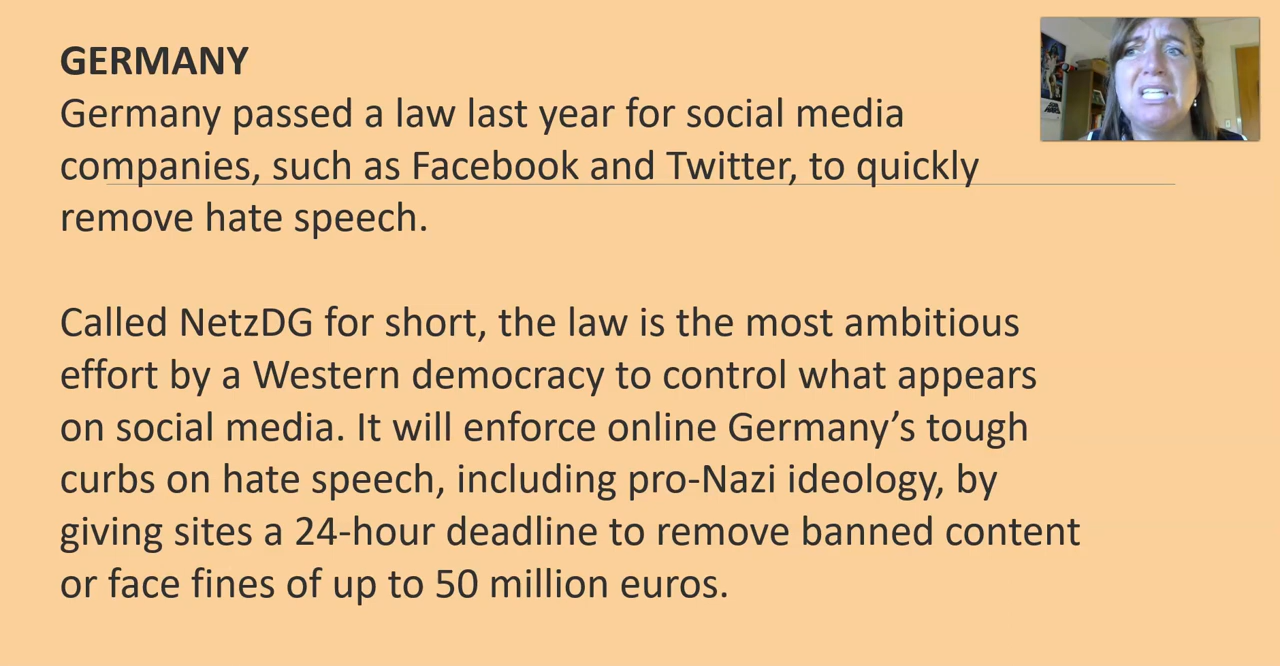 GERMANY
Germany passed a law last year for social media
companies, such as Facebook and Twitter, to quickly
remove hate speech.
Called NetzDG for short, the law is the most ambitious
effort by a Western democracy to control what appears
on social media. It will enforce online Germany’s tough
curbs on hate speech, including pro-Nazi ideology, by
giving sites a 24-hour deadline to remove banned content
or face fines of up to 50 million euros.